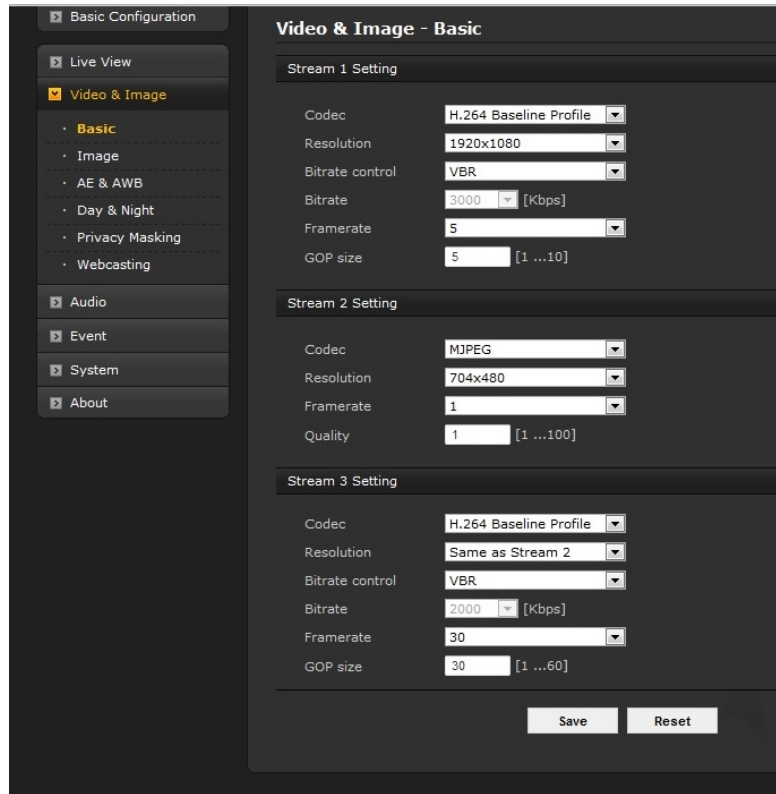 Basic Configuration
Live View
Video & Image
· Basic
· Image
· AE & AWB
· Day & Night
· Privacy Masking
· Webcasting
Audio
Event
System
About
Video & Image - Basic
Stream 1 Setting
Codec H.264 Baseline Profile
Resolution 1920x1080
Bitrate control VBR
Bitrate 3000 [Kbps]
Framerate 5
GOP size 5 [1 ...10]
Stream 2 Setting
Codec MJPEG
Resolution 704x480
Framerate 1
Quality 1 [1 ...100]
Stream 3 Setting
Codec H.264 Baseline Profile
Resolution Same as Stream 2
Bitrate control VBR
Bitrate 2000 [Kbps]
Framerate 30
GOP size 30 [1 ...60]
Save Reset